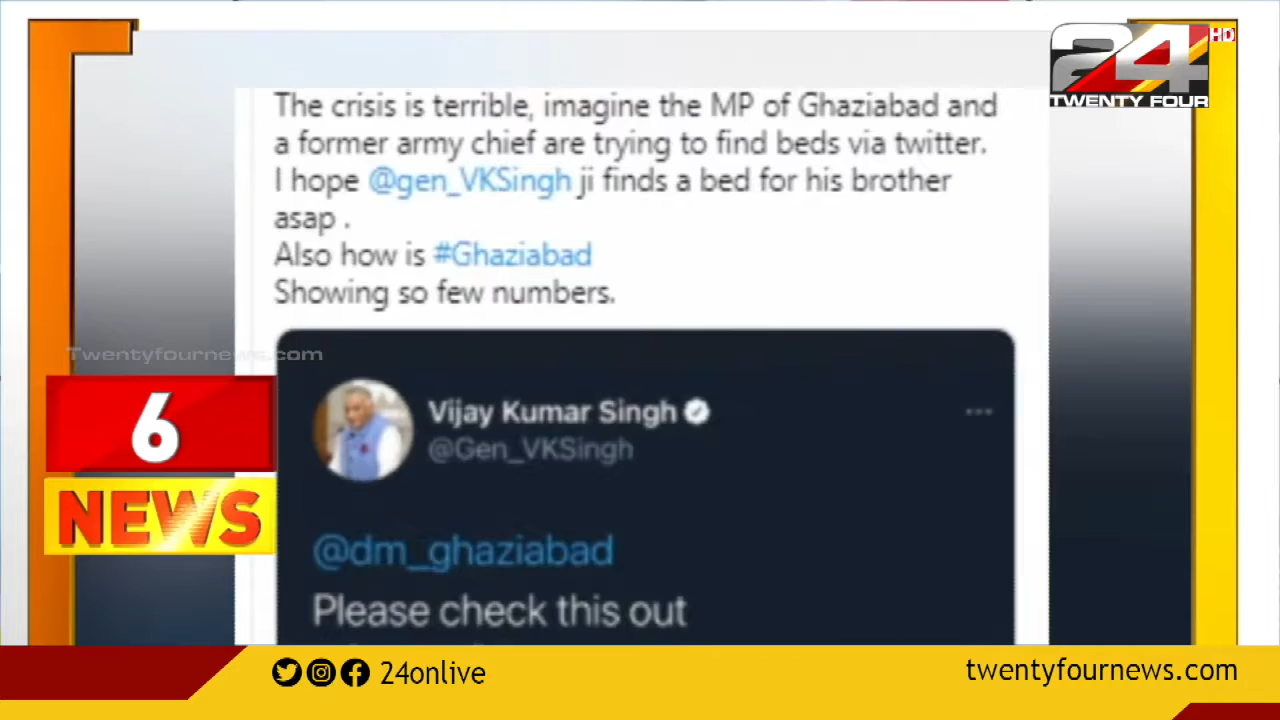 24 HD
TWENTY FOUR
The crisis is terrible, imagine the MP of Ghaziabad and
a former army chief are trying to find beds via twitter.
I hope @gen_VKSingh ji finds a bed for his brother
asap .
Also how is #Ghaziabad
Showing so few numbers.
Twentyfournews.com
6
NEWS
Vijay Kumar Singh
@Gen_VKSingh
@dm_ghaziabad
Please check this out
24onlive
twentyfournews.com